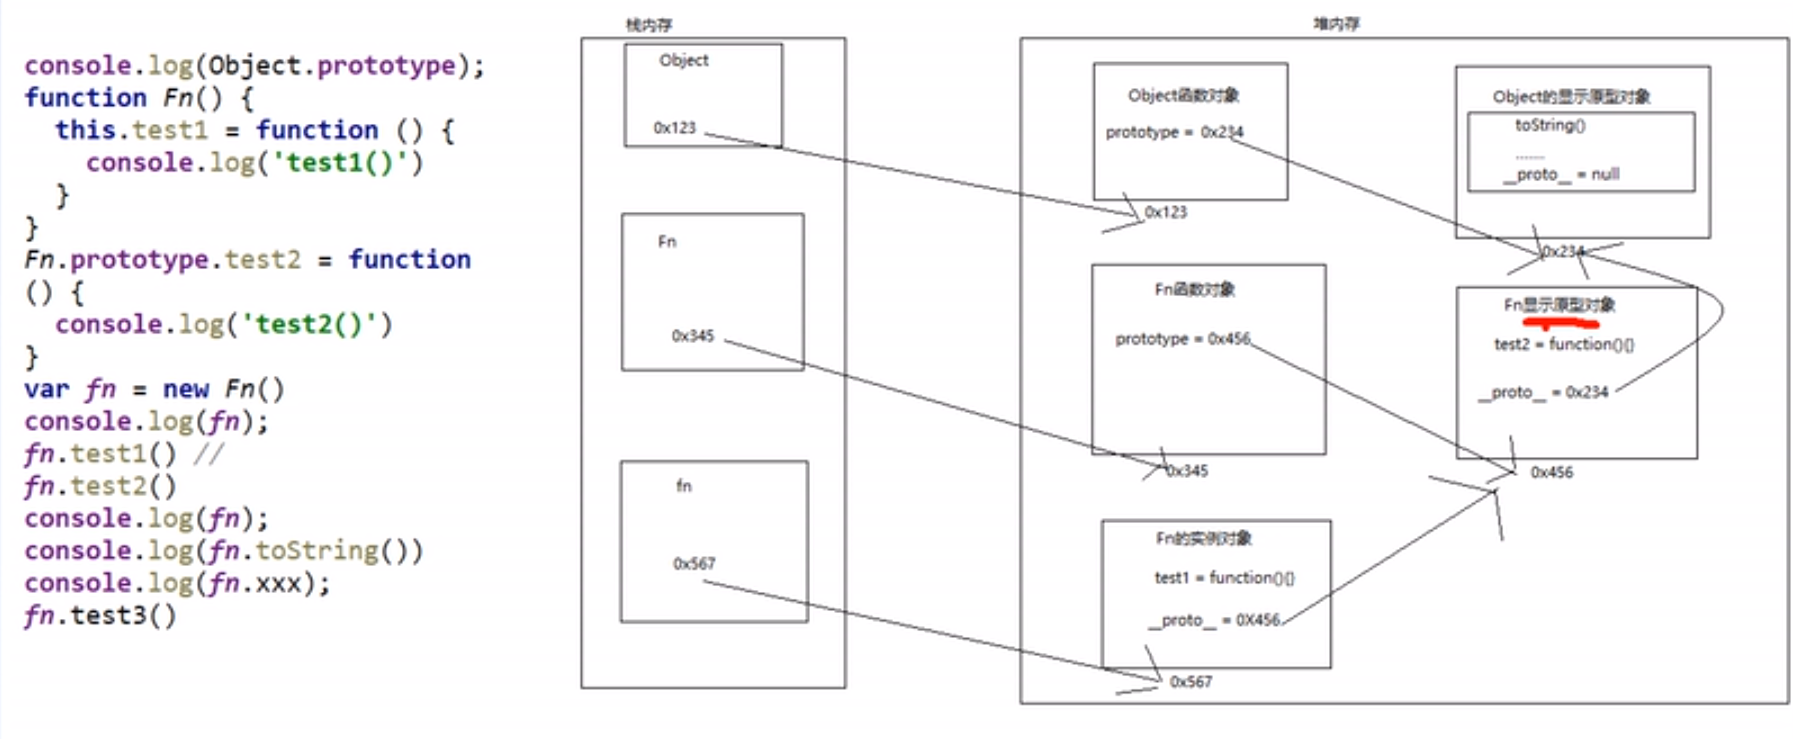 console.log(Object.prototype);
function Fn() {
this.test1 = function () {
console.log('test1()')
}
}
Fn.prototype.test2 = function
() {
console.log('test2()')
}
var fn = new Fn()
console.log(fn);
fn.test1() //
fn.test2()
console.log(fn);
console.log(fn.toString())
console.log(fn.xxx);
fn.test3()
栈内存
Object
0x123
Fn
0x345
fn
0x567
堆内存
Object函数对象
prototype = 0x234
0x123
Object的显示原型对象
toString()
.......
__proto__ = null
0x234
Fn函数对象
prototype = 0x456
0x345
Fn显示原型对象
test2 = function(){}
__proto__ = 0x234
0x456
Fn的实例对象
test1 = function(){}
__proto__ = 0X456
0x567